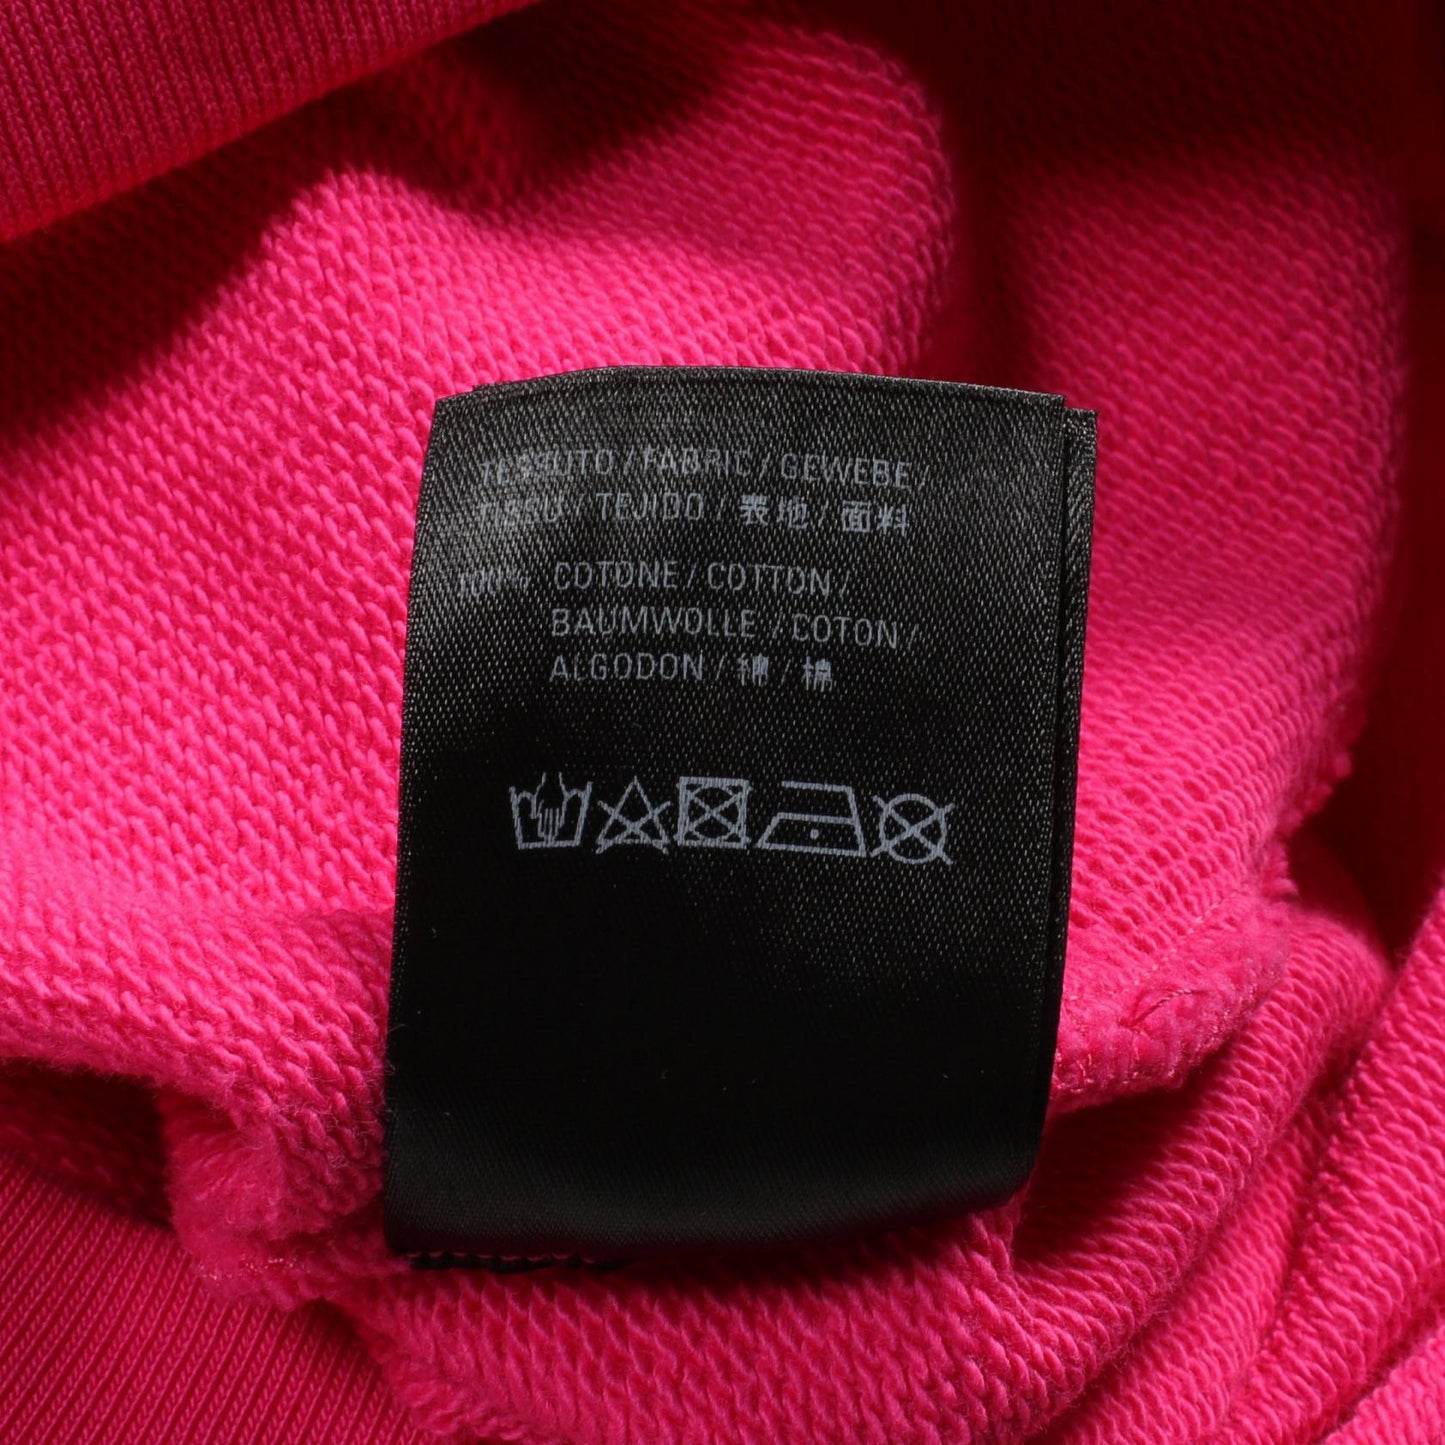 TESSUTO / FABRIC / GEWEBE /
TISSU / TEJIDO / 表地 / 面料
100% COTONE / COTTON /
BAUMWOLLE / COTON /
ALGODON / 綿 / 棉